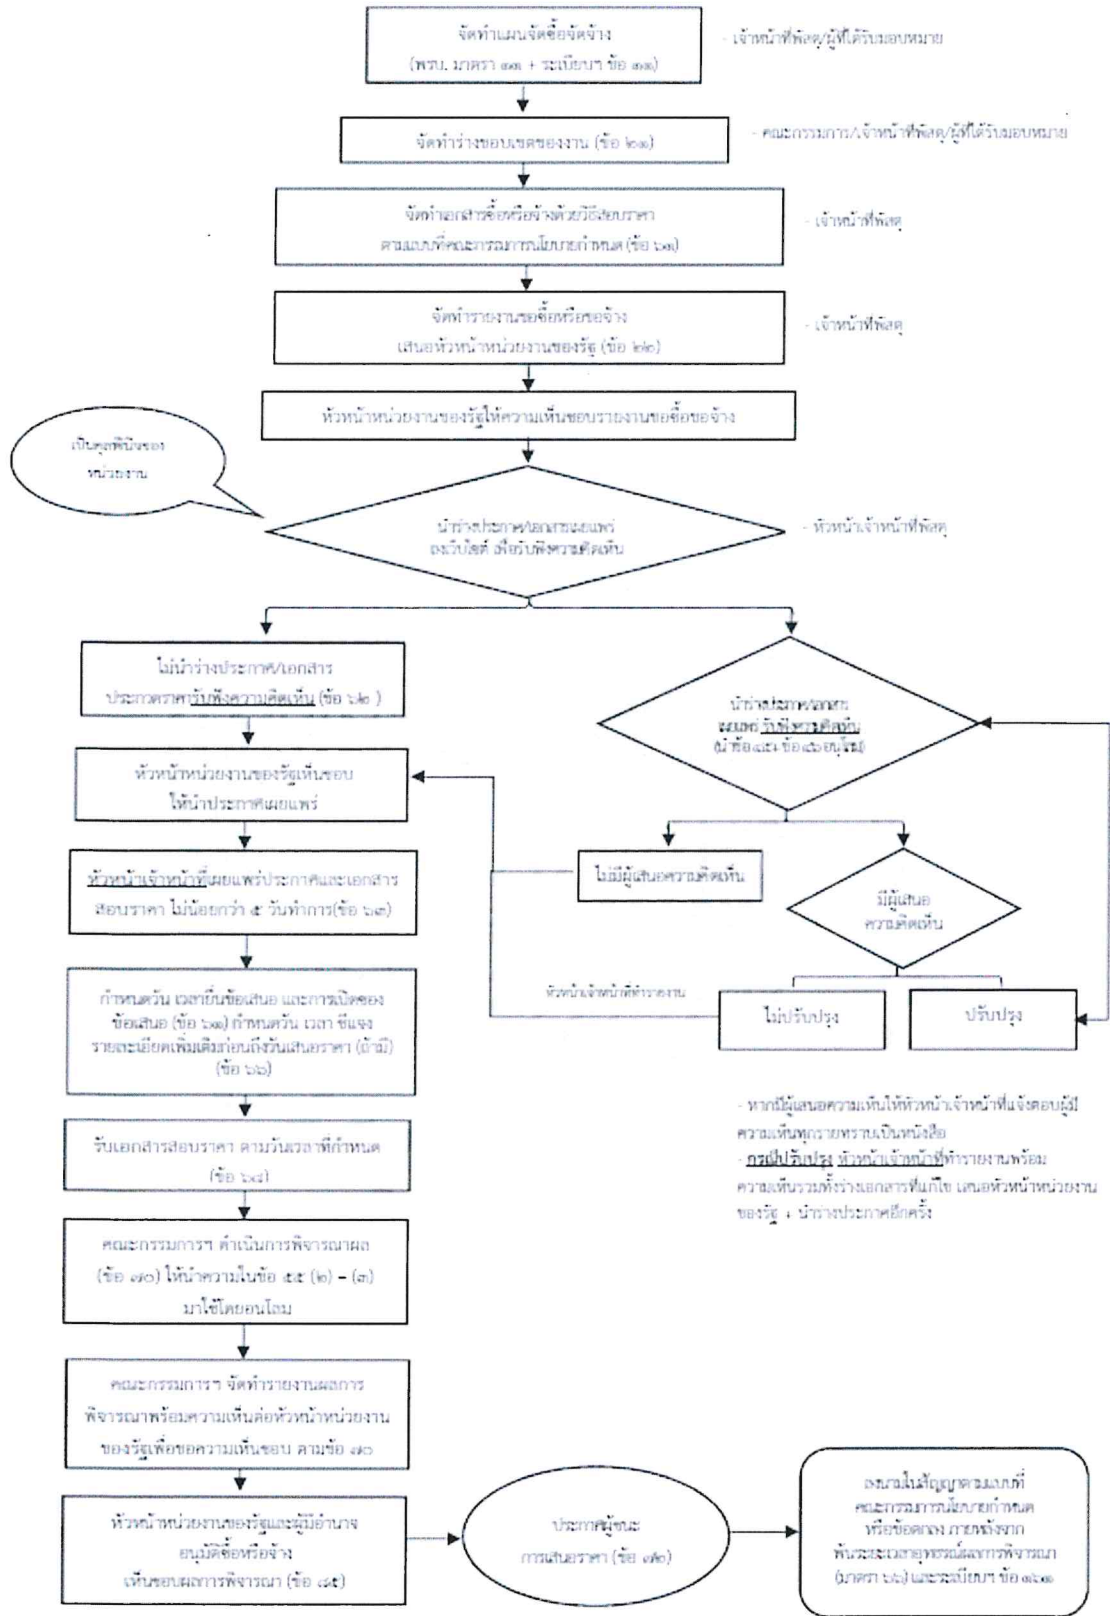 จัดทำแผนจัดซื้อจัดจ้าง
(พรบ. มาตรา ๑๑ + ระเบียบฯ ข้อ ๑๑)
- เจ้าหน้าที่พัสดุ/ผู้ที่ได้รับมอบหมาย
จัดทำร่างขอบเขตของงาน (ข้อ ๒๑)
- คณะกรรมการ/เจ้าหน้าที่พัสดุ/ผู้ที่ได้รับมอบหมาย
จัดทำเอกสารซื้อหรือจ้างด้วยวิธีสอบราคา
ตามแบบที่คณะกรรมการนโยบายกำหนด (ข้อ ๖๑)
- เจ้าหน้าที่พัสดุ
จัดทำรายงานขอซื้อหรือขอจ้าง
เสนอหัวหน้าหน่วยงานของรัฐ (ข้อ ๒๒)
- เจ้าหน้าที่พัสดุ
หัวหน้าหน่วยงานของรัฐให้ความเห็นชอบรายงานขอซื้อขอจ้าง
เป็นดุลพินิจของ
หน่วยงาน
นำร่างประกาศ/เอกสารเผยแพร่
ลงเว็บไซต์ เพื่อรับฟังความคิดเห็น
- หัวหน้าเจ้าหน้าที่พัสดุ
ไม่นำร่างประกาศ/เอกสาร
ประกวดราคารับฟังความคิดเห็น (ข้อ ๖๒ )
นำร่างประกาศ/เอกสาร
เผยแพร่ รับฟังความคิดเห็น
(นำข้อ ๔๕+ ข้อ ๔๖ อนุโลม)
หัวหน้าหน่วยงานของรัฐเห็นชอบ
ให้นำประกาศเผยแพร่
หัวหน้าเจ้าหน้าที่เผยแพร่ประกาศและเอกสาร
สอบราคา ไม่น้อยกว่า ๕ วันทำการ(ข้อ ๖๓)
ไม่มีผู้เสนอความคิดเห็น
มีผู้เสนอ
ความคิดเห็น
กำหนดวัน เวลายื่นข้อเสนอ และการเปิดซอง
ข้อเสนอ (ข้อ ๖๑) กำหนดวัน เวลา ชี้แจง
รายละเอียดเพิ่มเติมก่อนถึงวันเสนอราคา (ถ้ามี)
(ข้อ ๖๖)
หัวหน้าเจ้าหน้าที่ทำรายงาน
ไม่ปรับปรุง
ปรับปรุง
- หากมีผู้เสนอความเห็นให้หัวหน้าเจ้าหน้าที่แจ้งตอบผู้มี
ความเห็นทุกรายทราบเป็นหนังสือ
- กรณีปรับปรุง หัวหน้าเจ้าหน้าที่ทำรายงานพร้อม
ความเห็นรวมทั้งร่างเอกสารที่แก้ไข เสนอหัวหน้าหน่วยงาน
ของรัฐ + นำร่างประกาศอีกครั้ง
รับเอกสารสอบราคา ตามวันเวลาที่กำหนด
(ข้อ ๖๘)
คณะกรรมการฯ ดำเนินการพิจารณาผล
(ข้อ ๗๐) ให้นำความในข้อ ๕๕ (๒) – (๓)
มาใช้โดยอนุโลม
คณะกรรมการฯ จัดทำรายงานผลการ
พิจารณาพร้อมความเห็นต่อหัวหน้าหน่วยงาน
ของรัฐเพื่อขอความเห็นชอบ ตามข้อ ๗๐
หัวหน้าหน่วยงานของรัฐและผู้มีอำนาจ
อนุมัติซื้อหรือจ้าง
เห็นชอบผลการพิจารณา (ข้อ ๘๕)
ประกาศผู้ชนะ
การเสนอราคา (ข้อ ๗๒)
ลงนามในสัญญาตามแบบที่
คณะกรรมการนโยบายกำหนด
หรือข้อตกลง ภายหลังจาก
พ้นระยะเวลาอุทธรณ์ผลการพิจารณา
(มาตรา ๖๖) และระเบียบฯ ข้อ ๑๖๑